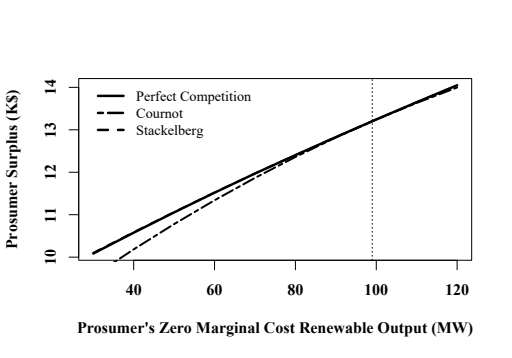 Prosumer Surplus (K$)
14
13
12
11
10
Perfect Competition
Cournot
Stackelberg
40 60 80 100 120
Prosumer's Zero Marginal Cost Renewable Output (MW)